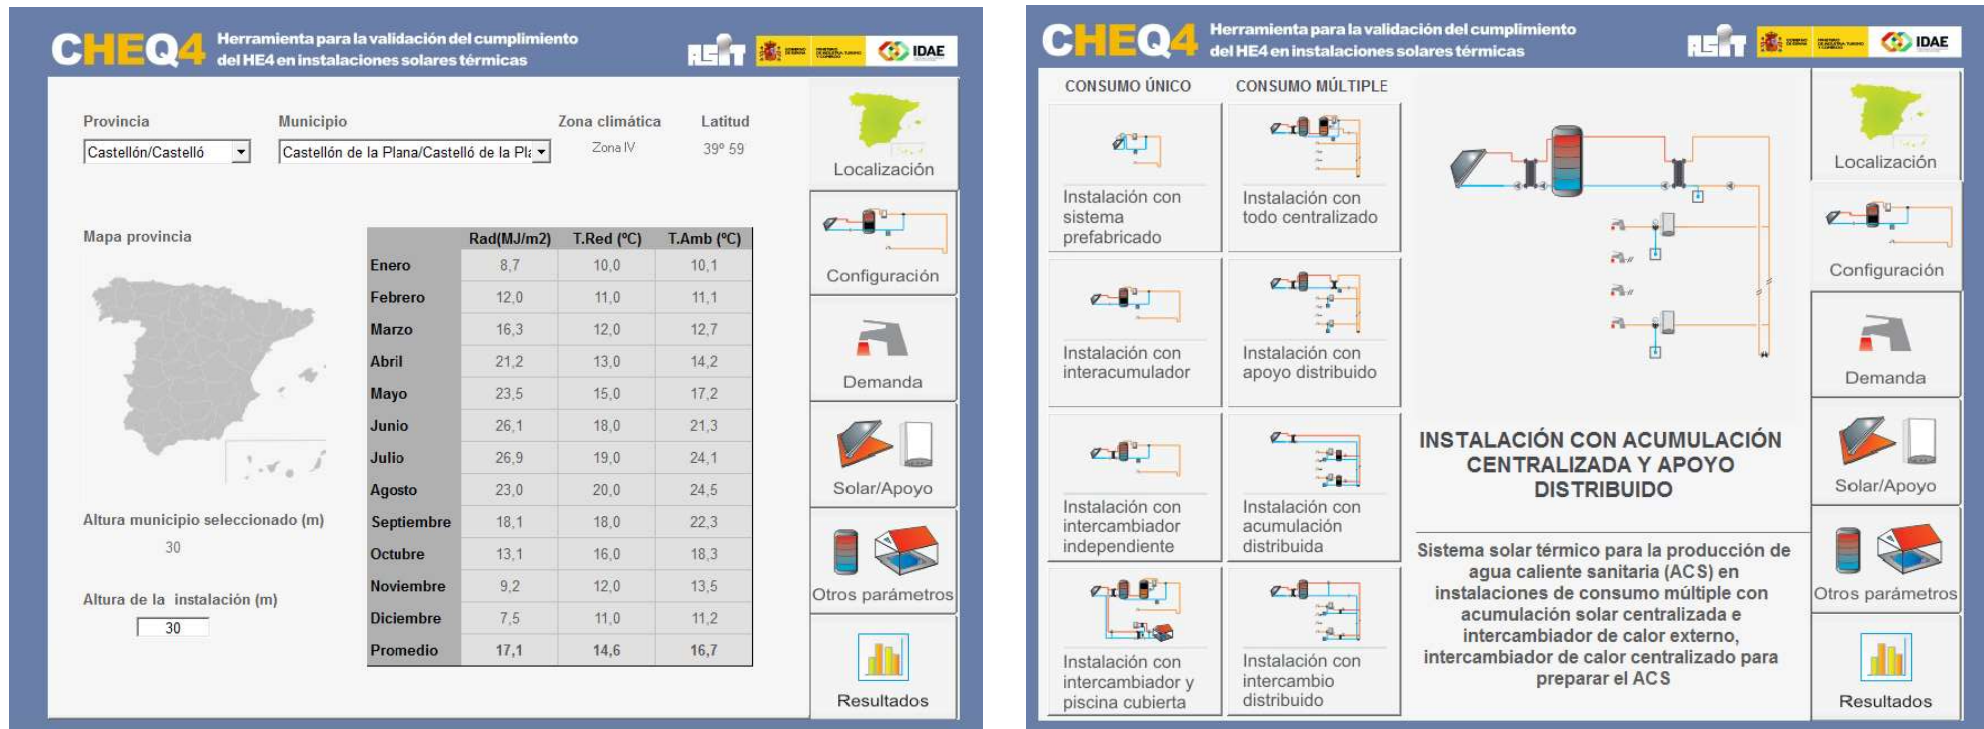 CHEQ4
Herramienta para la validación del cumplimiento
del HE4 en instalaciones solares térmicas
ASIT
IDAE
Provincia
Municipio
Zona climática
Latitud
Castellón/Castelló
Castellón de la Plana/Castelló de la Pla
Zona IV
39º 59
Mapa provincia
Rad(MJ/m2) T.Red (ºC) T.Amb (ºC)
Enero 8,7 10,0 10,1
Febrero 12,0 11,0 11,1
Marzo 16,3 12,0 12,7
Abril 21,2 13,0 14,2
Mayo 23,5 15,0 17,2
Junio 26,1 18,0 21,3
Julio 26,9 19,0 24,1
Agosto 23,0 20,0 24,5
Septiembre 18,1 18,0 22,3
Octubre 13,1 16,0 18,3
Noviembre 9,2 12,0 13,5
Diciembre 7,5 11,0 11,2
Promedio 17,1 14,6 16,7
Altura municipio seleccionado (m)
30
Altura de la instalación (m)
30
Localización
Configuración
Demanda
Solar/Apoyo
Otros parámetros
Resultados
CHEQ4
Herramienta para la validación del cumplimiento
del HE4 en instalaciones solares térmicas
ASIT
IDAE
CONSUMO ÚNICO
Instalación con
sistema
prefabricado
Instalación con
interacumulador
Instalación con
intercambiador
independiente
Instalación con
intercambiador y
piscina cubierta
CONSUMO MÚLTIPLE
Instalación con
todo centralizado
Instalación con
apoyo distribuido
Instalación con
acumulación
distribuida
Instalación con
intercambio
distribuido
INSTALACIÓN CON ACUMULACIÓN
CENTRALIZADA Y APOYO
DISTRIBUIDO
Sistema solar térmico para la producción de
agua caliente sanitaria (ACS) en
instalaciones de consumo múltiple con
acumulación solar centralizada e
intercambiador de calor externo,
intercambiador de calor centralizado para
preparar el ACS
Localización
Configuración
Demanda
Solar/Apoyo
Otros parámetros
Resultados